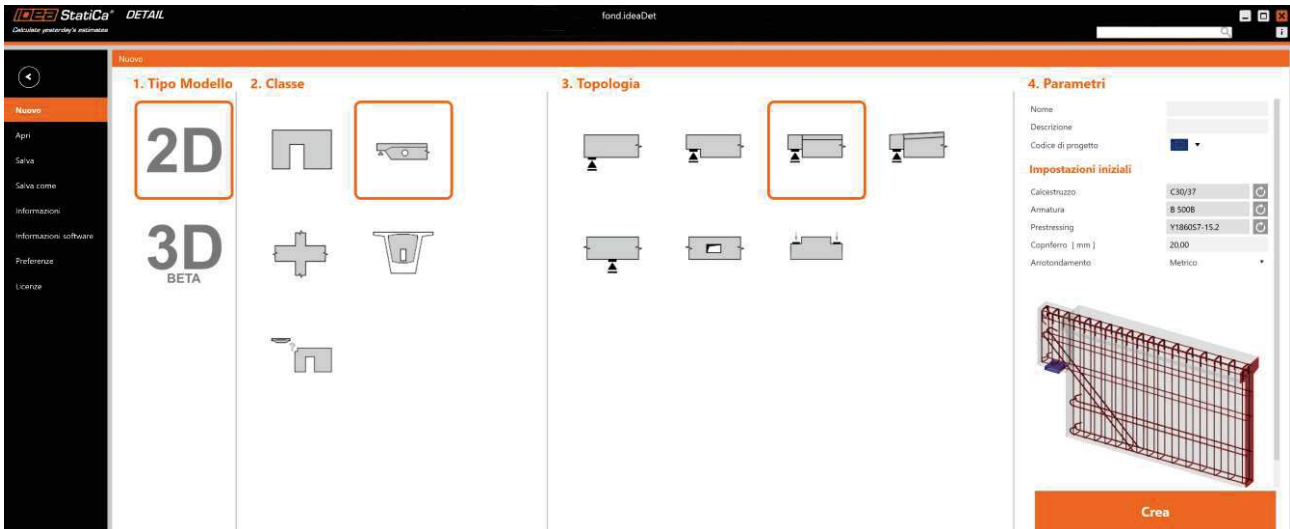 IDEA StatiCa® DETAIL
fond.ideaDet
Calculate yesterday's estimates
Nuovo
1. Tipo Modello
2. Classe
3. Topologia
4. Parametri
Nuovo
Apri
Salva
Salva come
Informazioni
Informazioni software
Preferenze
Licenze
2D
3D
BETA
?
Nome
Descrizione
Codice di progetto
Impostazioni iniziali
Calcestruzzo C30/37
Armatura B 500B
Prestressing Y1860S7-15.2
Copriferro [mm] 20,00
Arrotondamento Metrico
Crea